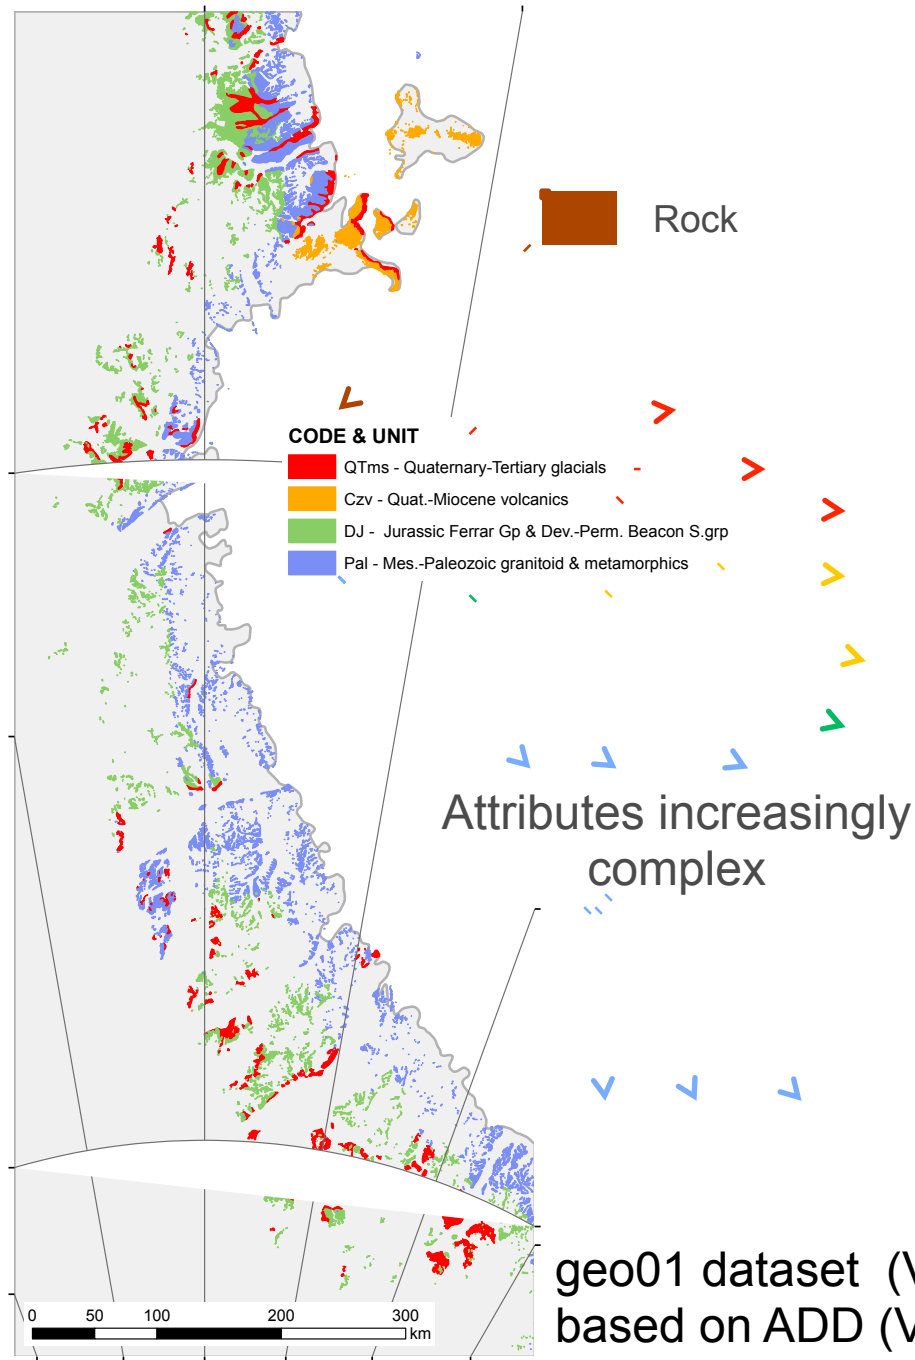 Rock
CODE & UNIT
QTms - Quaternary-Tertiary glacials
Czv - Quat.-Miocene volcanics
DJ - Jurassic Ferrar Gp & Dev.-Perm. Beacon S.grp
Pal - Mes.-Paleozoic granitoid & metamorphics
Attributes increasingly
complex
geo01 dataset (V
based on ADD (V
0 50 100 200 300
km